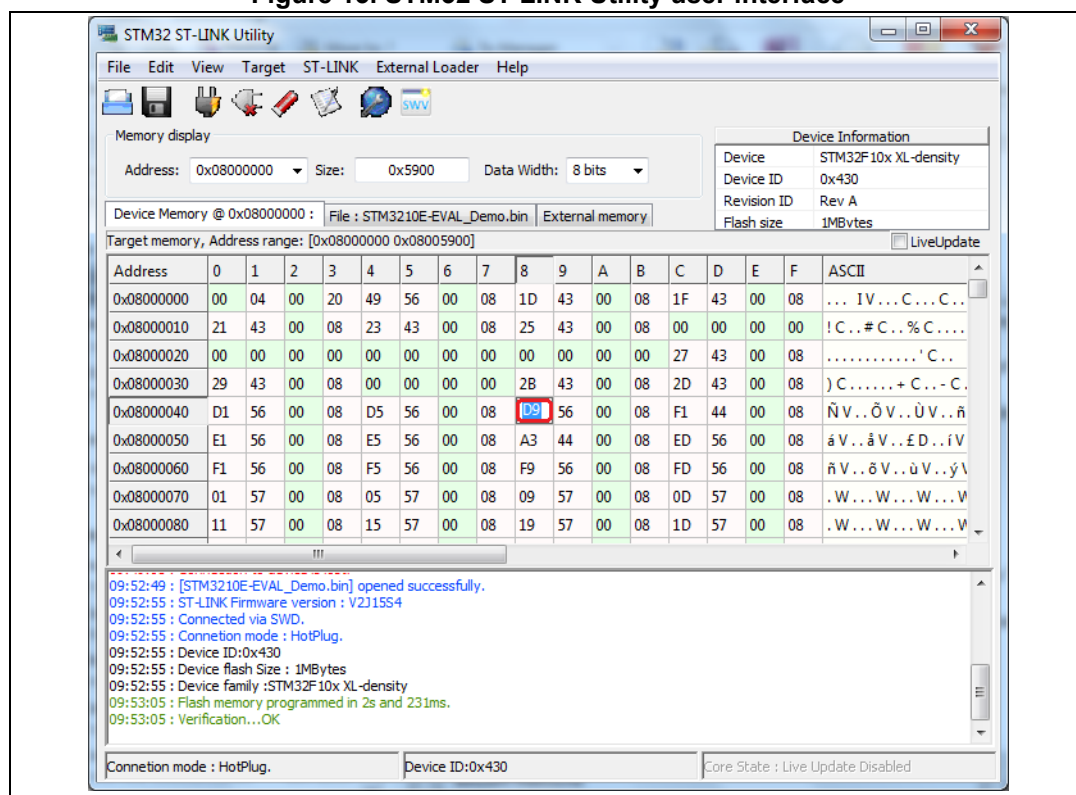 STM32 ST-LINK Utility
File Edit View Target ST-LINK External Loader Help
SWV
Memory display
Address: 0x08000000 Size: 0x5900 Data Width: 8 bits
Device Information
Device STM32F10x XL-density
Device ID 0x430
Revision ID Rev A
Flash size 1MBytes
Device Memory @ 0x08000000 : File : STM3210E-EVAL_Demo.bin External memory
Target memory, Address range: [0x08000000 0x08005900] LiveUpdate
Address 0 1 2 3 4 5 6 7 8 9 A B C D E F ASCII
0x08000000 00 04 00 20 49 56 00 08 1D 43 00 08 1F 43 00 08 ... IV...C...C..
0x08000010 21 43 00 08 23 43 00 08 25 43 00 08 00 00 00 00 !C..#C..%C....
0x08000020 00 00 00 00 00 00 00 00 00 00 00 00 27 43 00 08 ............'C..
0x08000030 29 43 00 08 00 00 00 00 2B 43 00 08 2D 43 00 08 )C......+C..-C.
0x08000040 D1 56 00 08 D5 56 00 08 D9 56 00 08 F1 44 00 08 ÑV..ÕV..ÙV..ñ
0x08000050 E1 56 00 08 E5 56 00 08 A3 44 00 08 ED 56 00 08 áV..åV..£D..íV
0x08000060 F1 56 00 08 F5 56 00 08 F9 56 00 08 FD 56 00 08 ñV..õV..ùV..ý
0x08000070 01 57 00 08 05 57 00 08 09 57 00 08 0D 57 00 08 .W...W...W...W
0x08000080 11 57 00 08 15 57 00 08 19 57 00 08 1D 57 00 08 .W...W...W...W
09:52:49 : [STM3210E-EVAL_Demo.bin] opened successfully.
09:52:55 : ST-LINK Firmware version : V2J15S4
09:52:55 : Connected via SWD.
09:52:55 : Connetion mode : HotPlug.
09:52:55 : Device ID:0x430
09:52:55 : Device flash Size : 1MBytes
09:52:55 : Device family :STM32F10x XL-density
09:53:05 : Flash memory programmed in 2s and 231ms.
09:53:05 : Verification...OK
Connetion mode : HotPlug. Device ID:0x430 Core State : Live Update Disabled